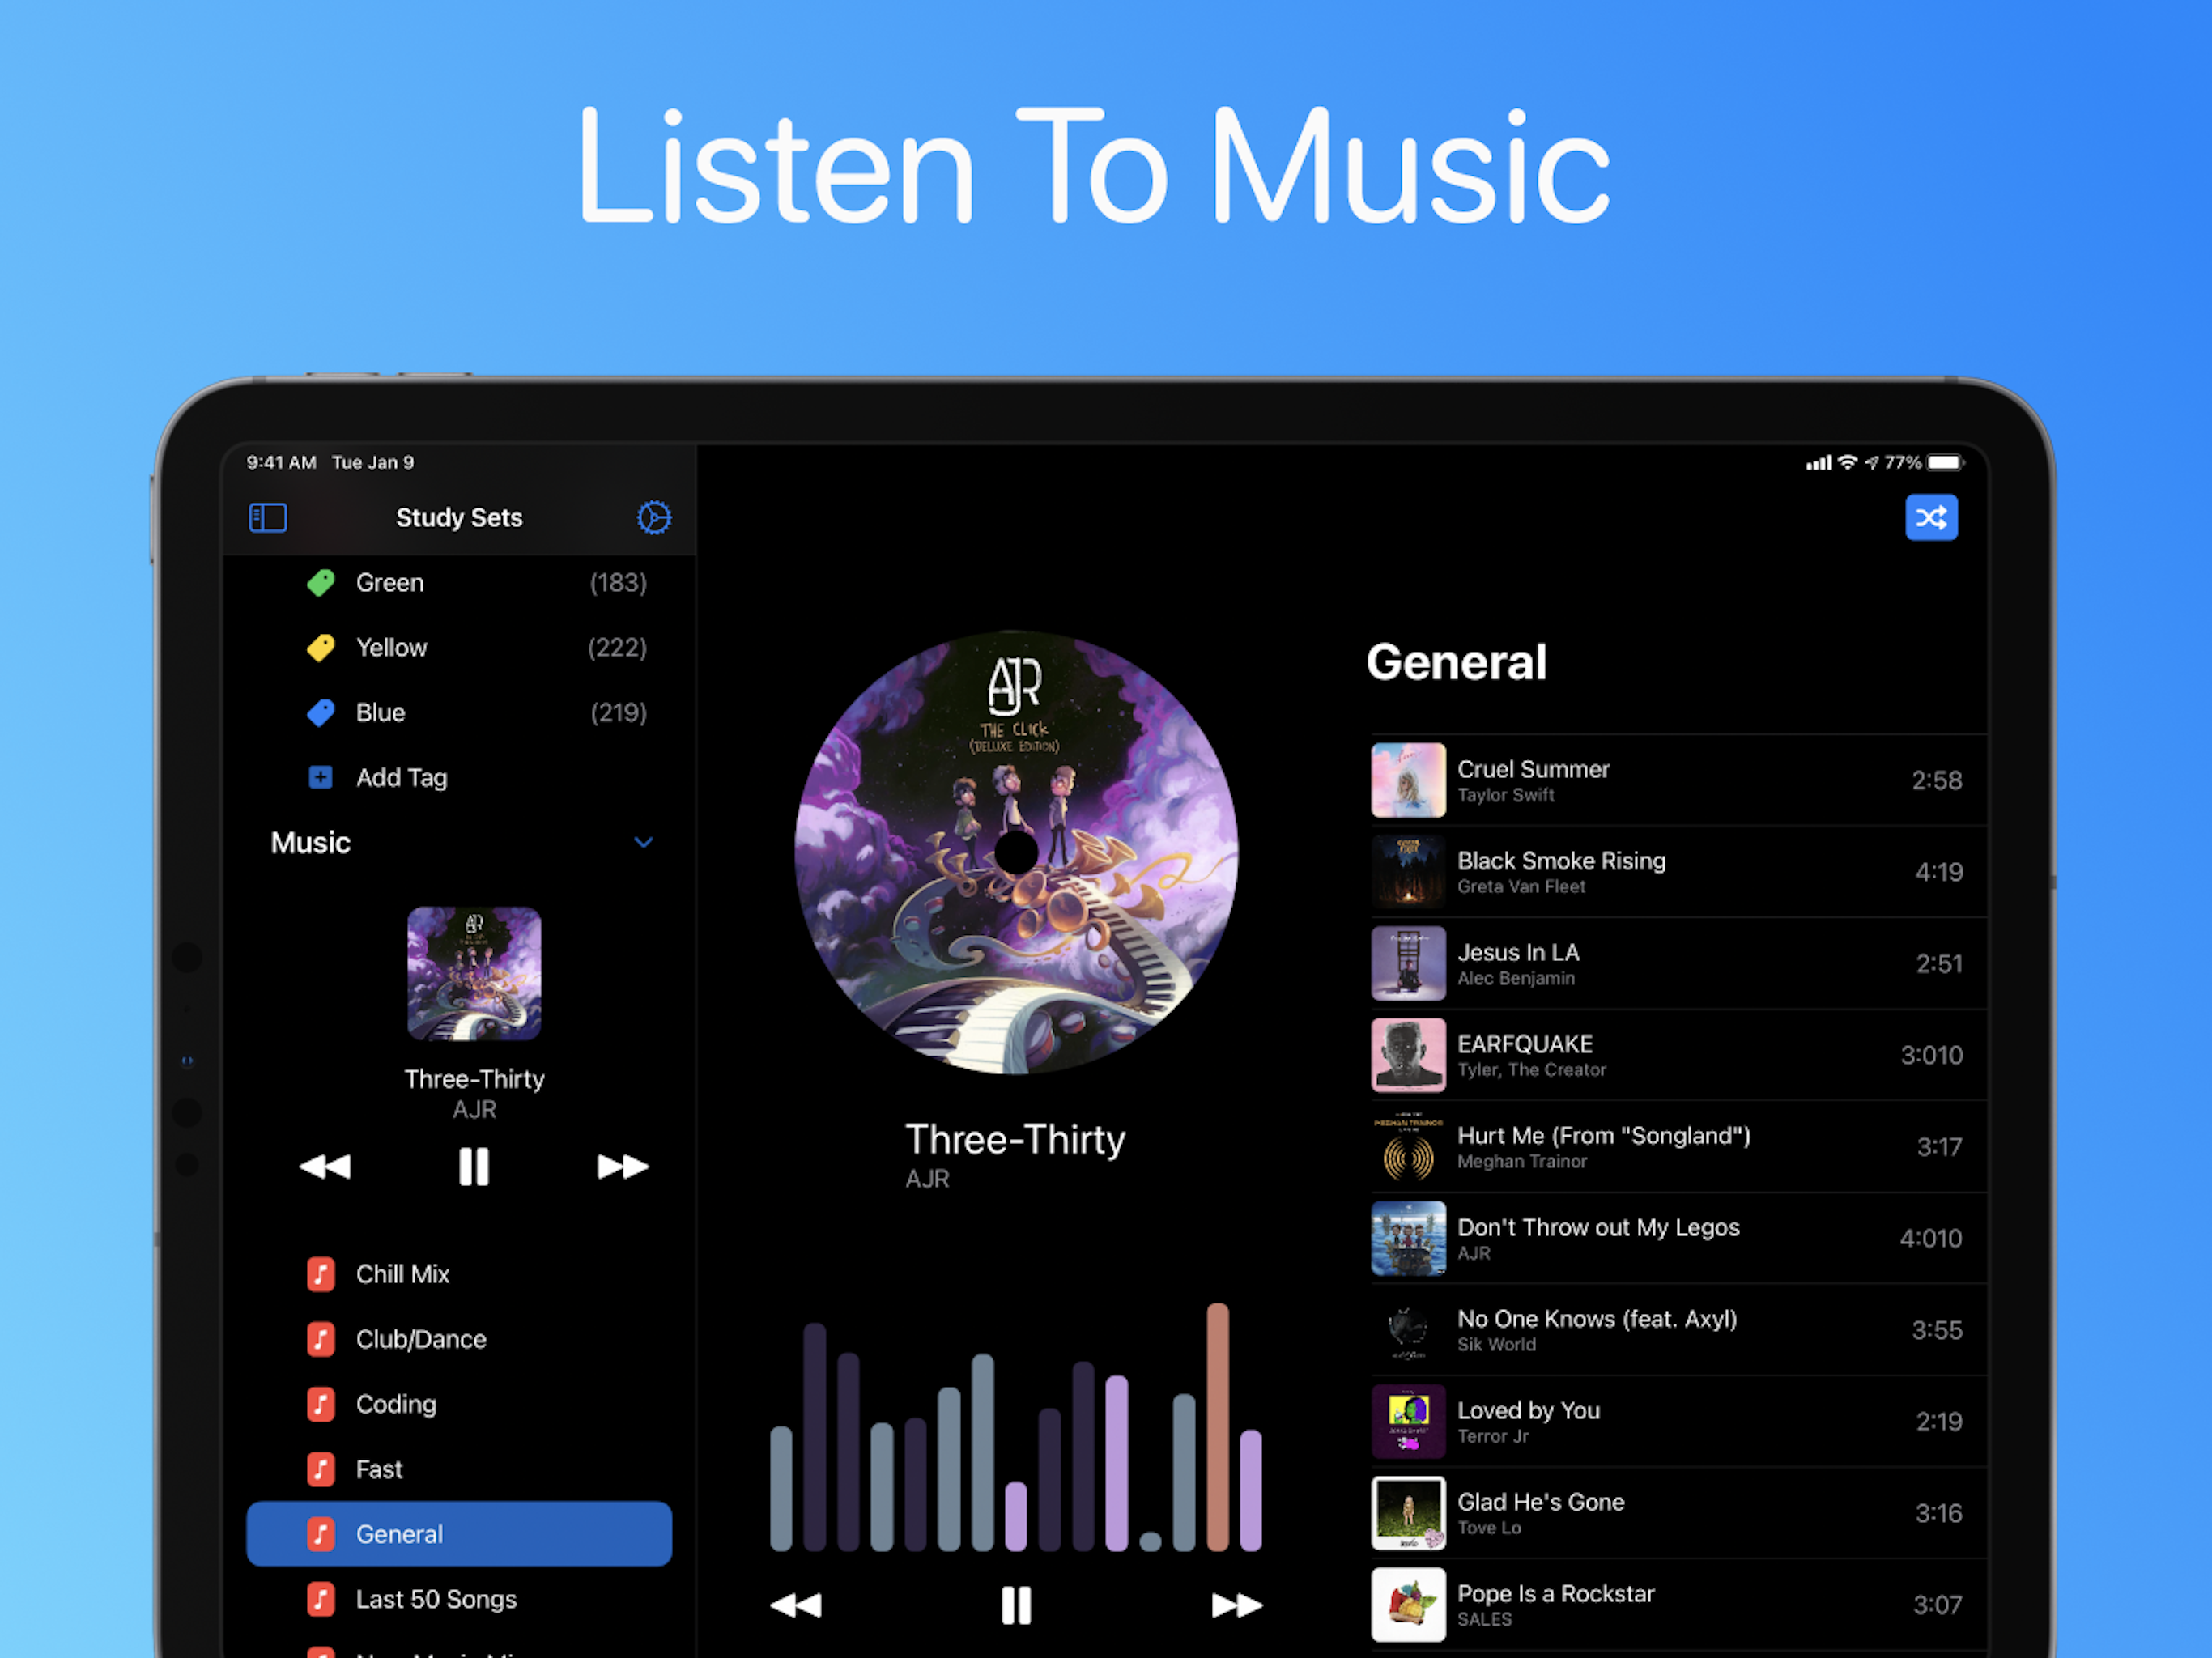 Listen To Music
9:41 AM Tue Jan 9
77%
Study Sets
Green (183)
Yellow (222)
Blue (219)
Add Tag
Music
Three-Thirty
AJR
Chill Mix
Club/Dance
Coding
Fast
General
Last 50 Songs
AJR
THE CLICK
(DELUXE EDITION)
Three-Thirty
AJR
General
Cruel Summer
Taylor Swift
2:58
Black Smoke Rising
Greta Van Fleet
4:19
Jesus In LA
Alec Benjamin
2:51
EARFQUAKE
Tyler, The Creator
3:010
Hurt Me (From "Songland")
Meghan Trainor
3:17
Don't Throw out My Legos
AJR
4:010
No One Knows (feat. Axyl)
Sik World
3:55
Loved by You
Terror Jr
2:19
Glad He's Gone
Tove Lo
3:16
Pope Is a Rockstar
SALES
3:07